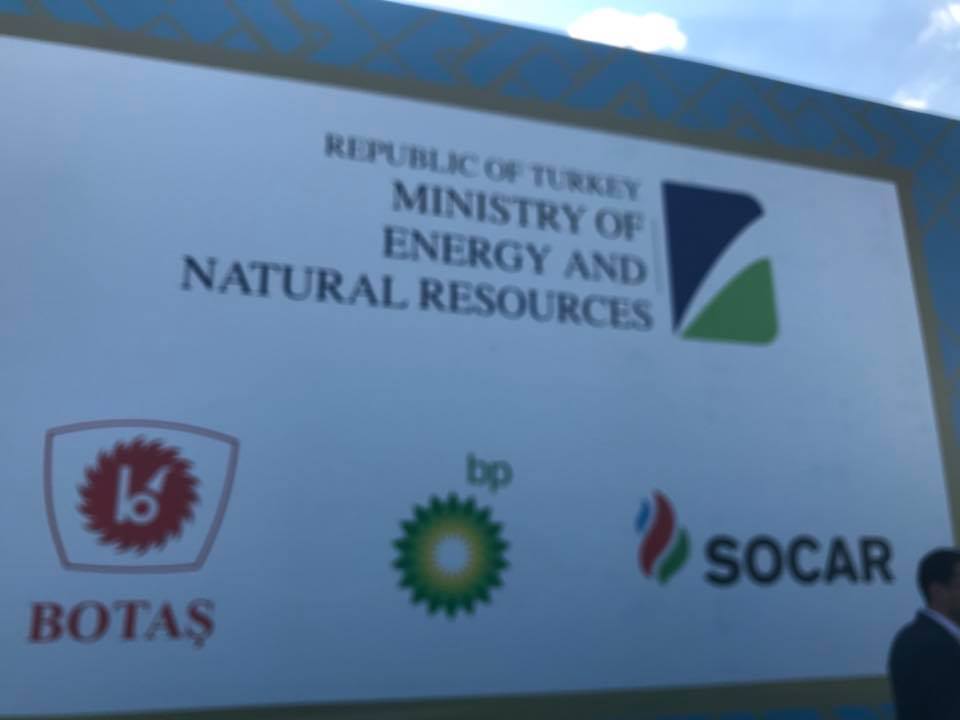 REPUBLIC OF TURKEY
MINISTRY OF
ENERGY AND
NATURAL RESOURCES
b
BOTAŞ
bp
SOCAR